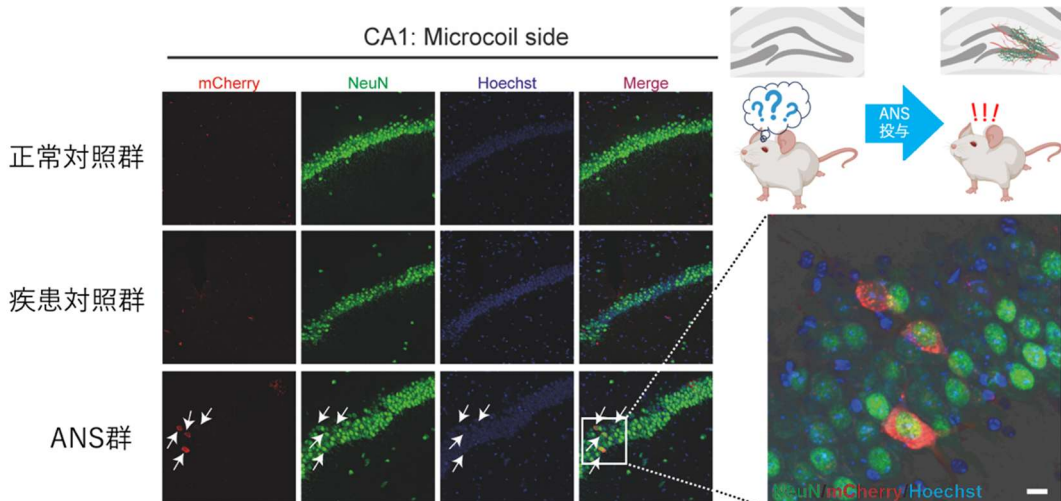 CA1: Microcoil side
mCherry
NeuN
Hoechst
Merge
正常対照群
疾患対照群
ANS群
???
ANS
投与
!!!
NeuN/mCherry/Hoechst